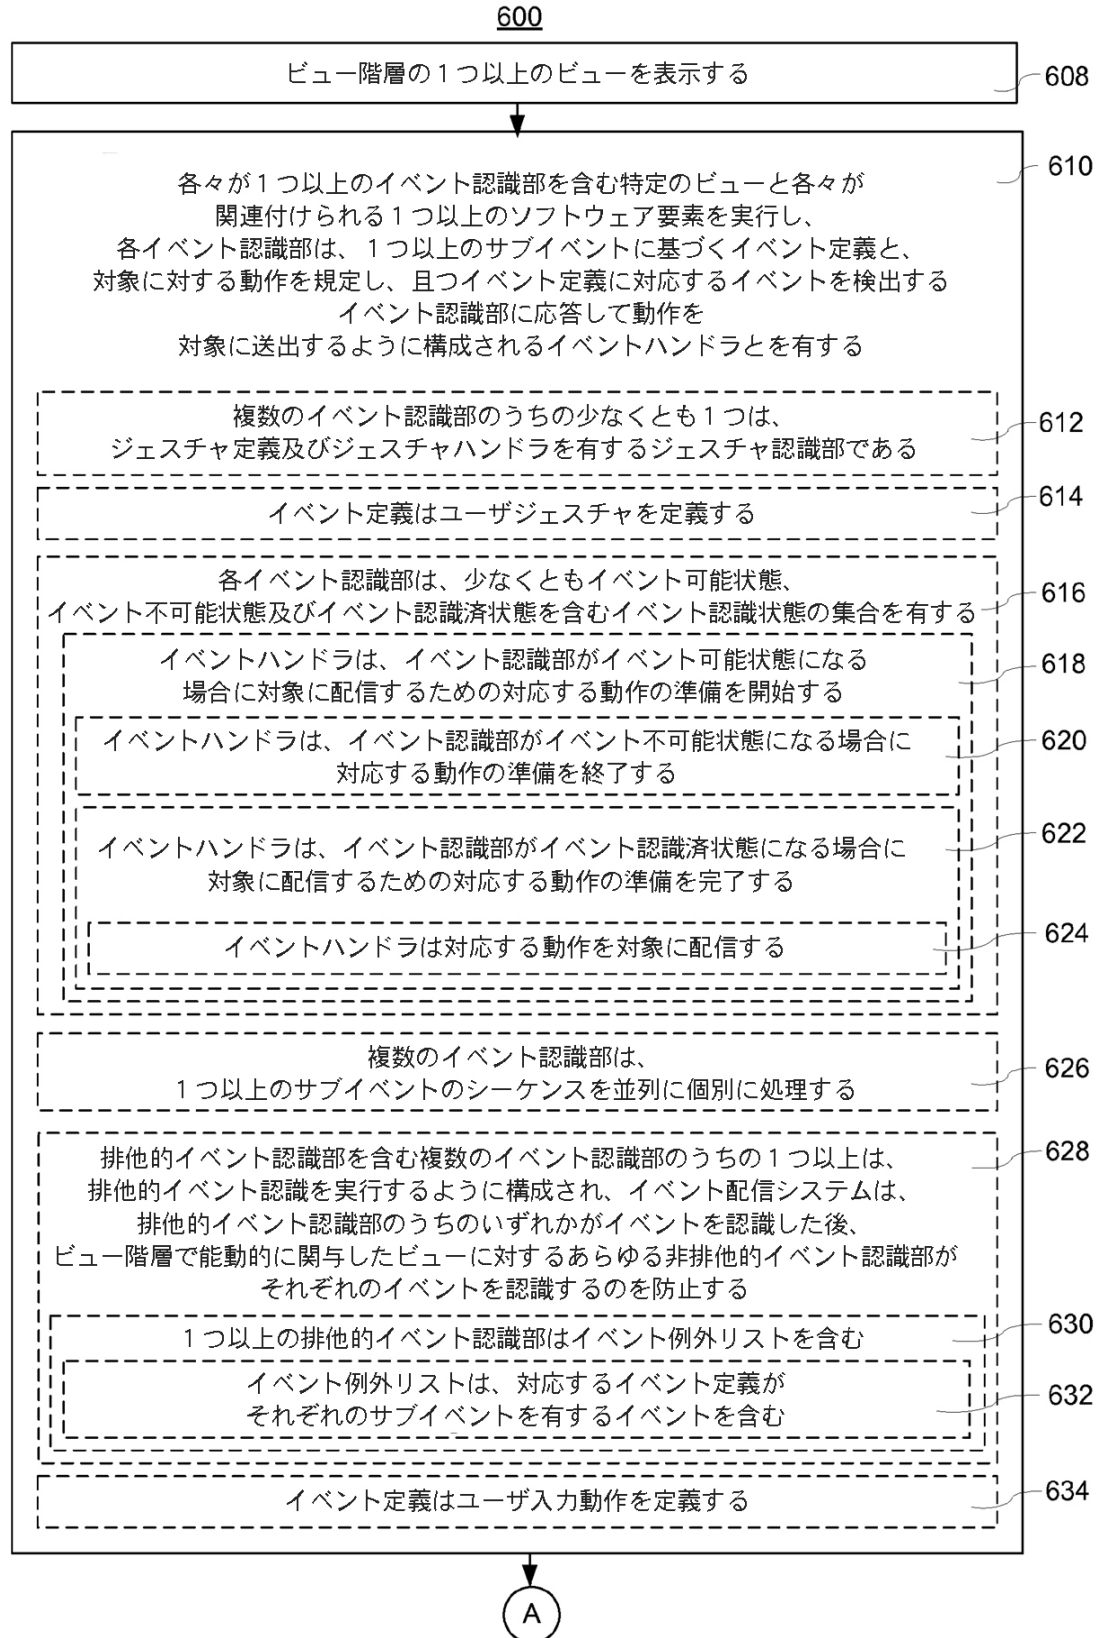 600
ビュー階層の1つ以上のビューを表示する
608
610
各々が1つ以上のイベント認識部を含む特定のビューと各々が
関連付けられる1つ以上のソフトウェア要素を実行し、
各イベント認識部は、1つ以上のサブイベントに基づくイベント定義と、
対象に対する動作を規定し、且つイベント定義に対応するイベントを検出する
イベント認識部に応答して動作を
対象に送出するように構成されるイベントハンドラとを有する
複数のイベント認識部のうちの少なくとも1つは、
ジェスチャ定義及びジェスチャハンドラを有するジェスチャ認識部である
612
イベント定義はユーザジェスチャを定義する
614
各イベント認識部は、少なくともイベント可能状態、
イベント不可能状態及びイベント認識済状態を含むイベント認識状態の集合を有する
616
イベントハンドラは、イベント認識部がイベント可能状態になる
場合に対象に配信するための対応する動作の準備を開始する
618
イベントハンドラは、イベント認識部がイベント不可能状態になる場合に
対応する動作の準備を終了する
620
イベントハンドラは、イベント認識部がイベント認識済状態になる場合に
対象に配信するための対応する動作の準備を完了する
622
イベントハンドラは対応する動作を対象に配信する
624
複数のイベント認識部は、
1つ以上のサブイベントのシーケンスを並列に個別に処理する
626
排他的イベント認識部を含む複数のイベント認識部のうちの1つ以上は、
排他的イベント認識を実行するように構成され、イベント配信システムは、
排他的イベント認識部のうちのいずれかがイベントを認識した後、
ビュー階層で能動的に関与したビューに対するあらゆる非排他的イベント認識部が
それぞれのイベントを認識するのを防止する
628
1つ以上の排他的イベント認識部はイベント例外リストを含む
630
イベント例外リストは、対応するイベント定義が
それぞれのサブイベントを有するイベントを含む
632
イベント定義はユーザ入力動作を定義する
634
A